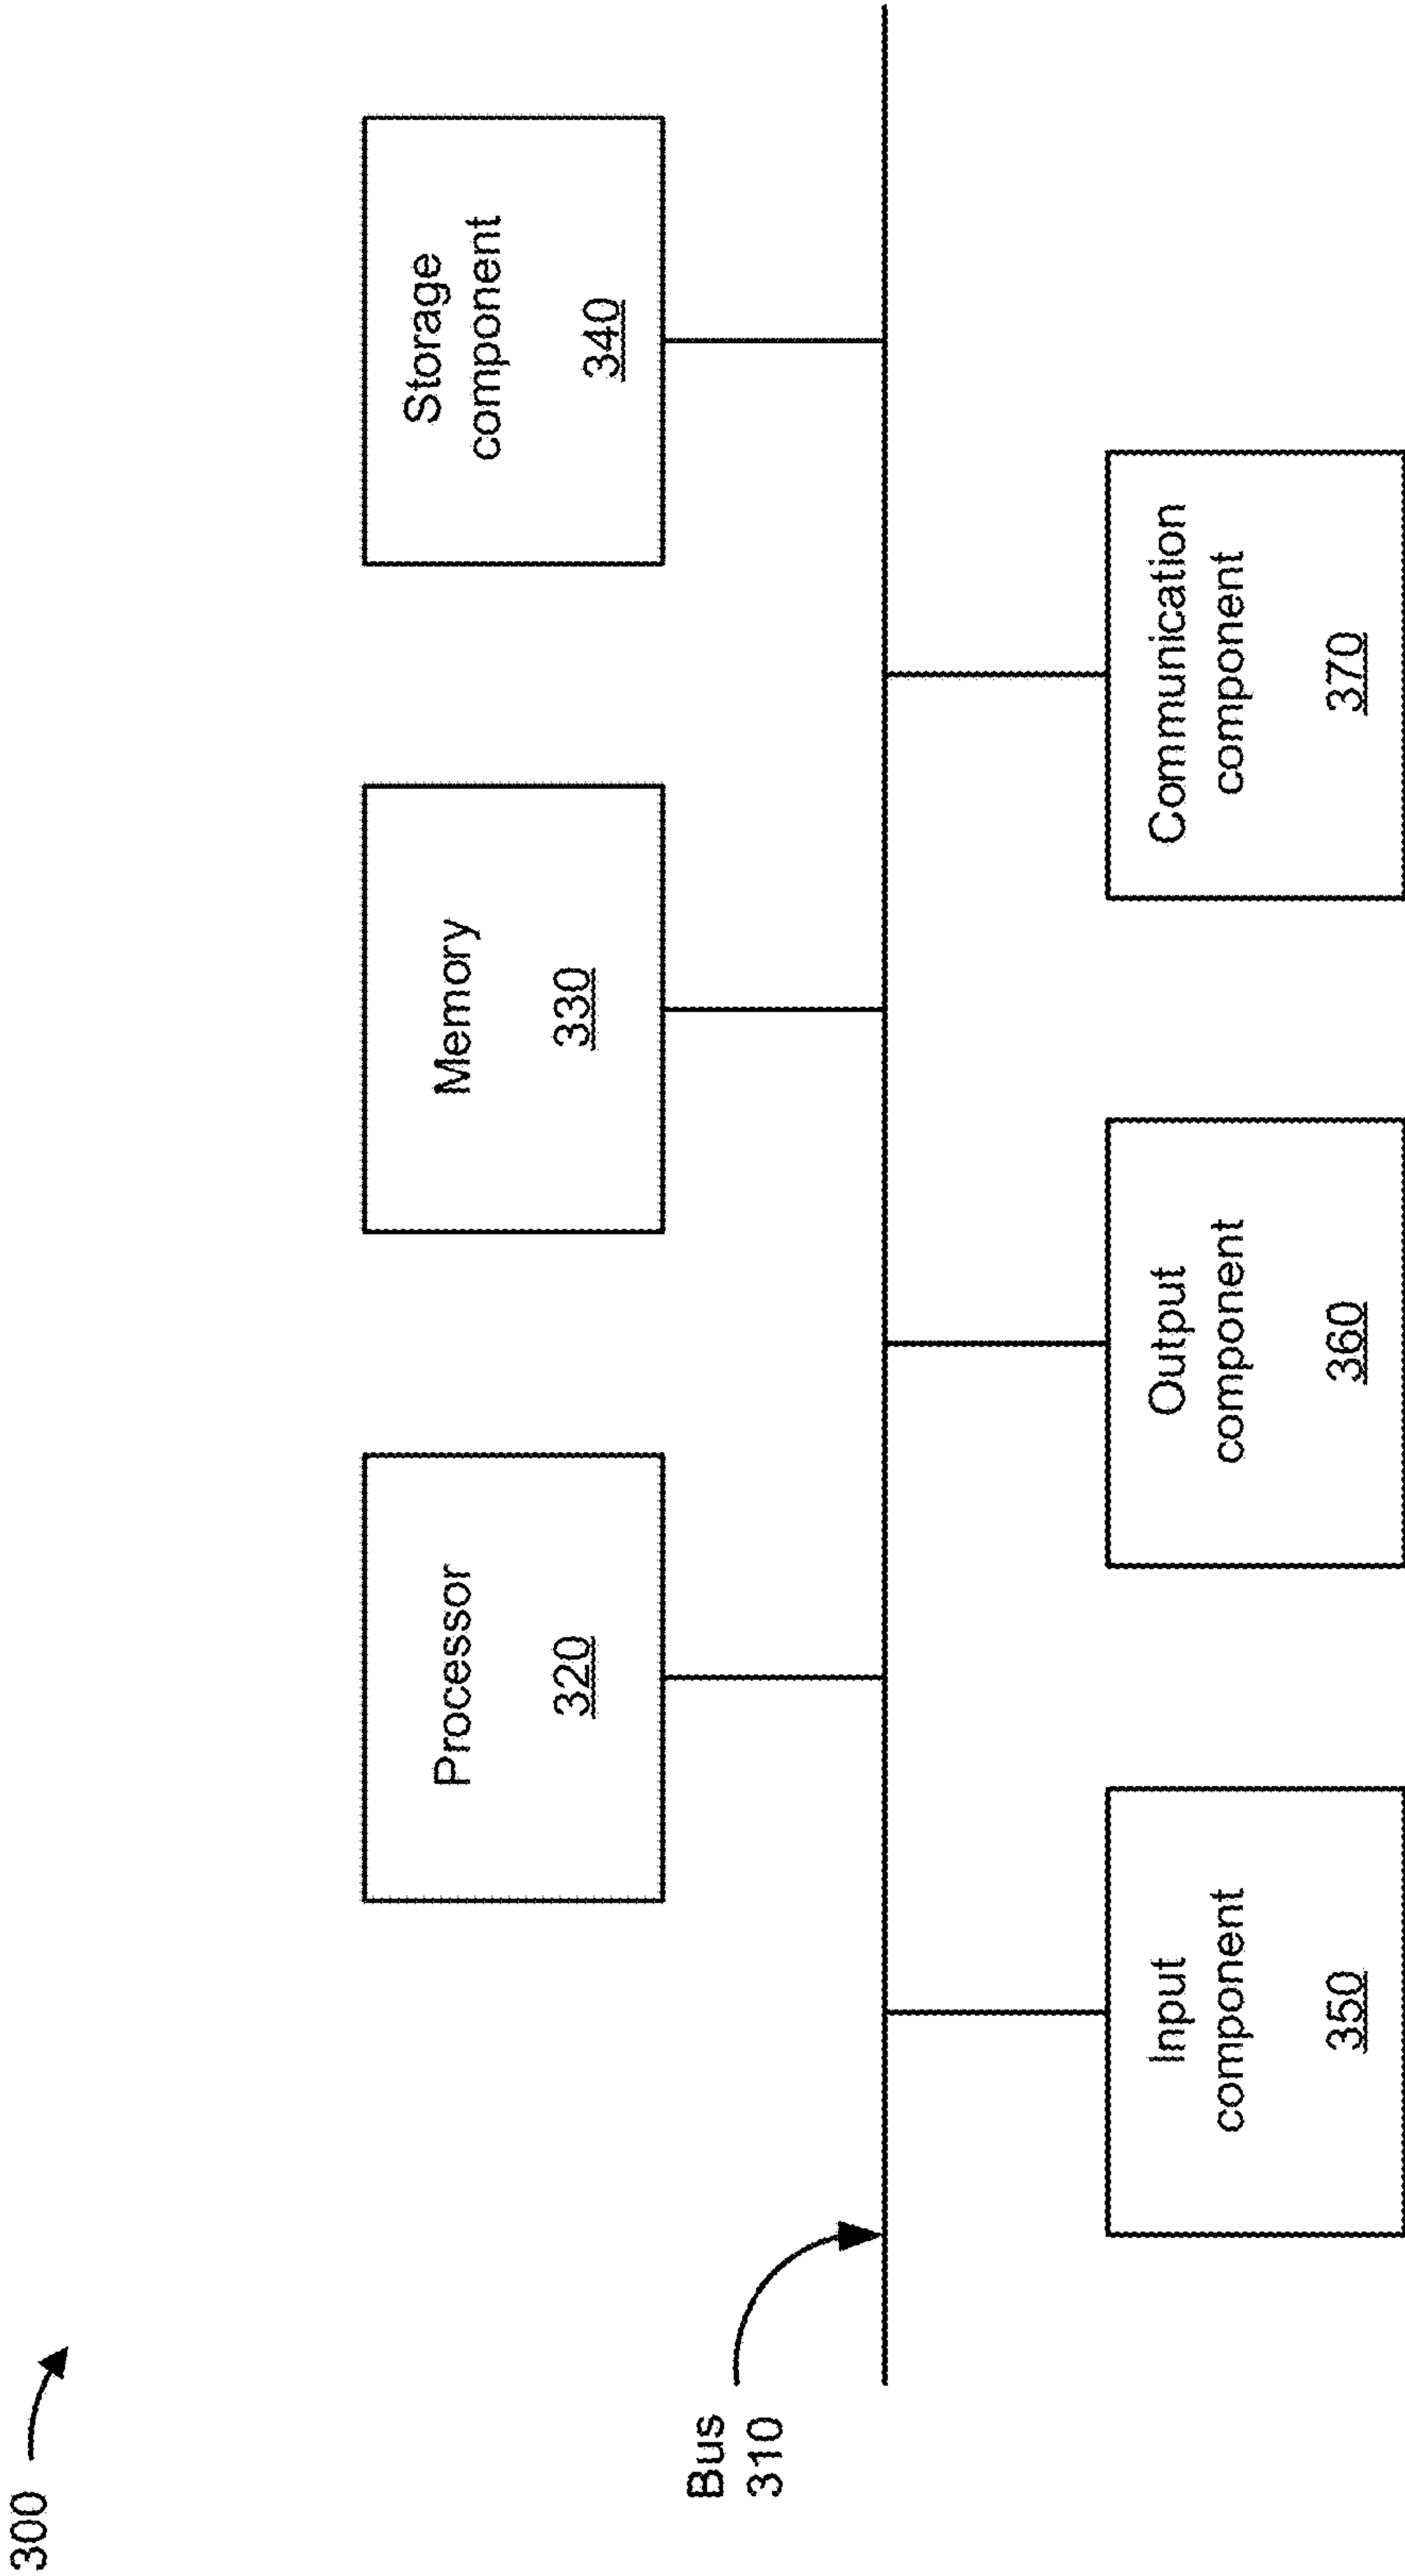 300
Processor
320
Memory
330
Storage
component
340
Bus
310
Input
component
350
Output
component
360
Communication
component
370